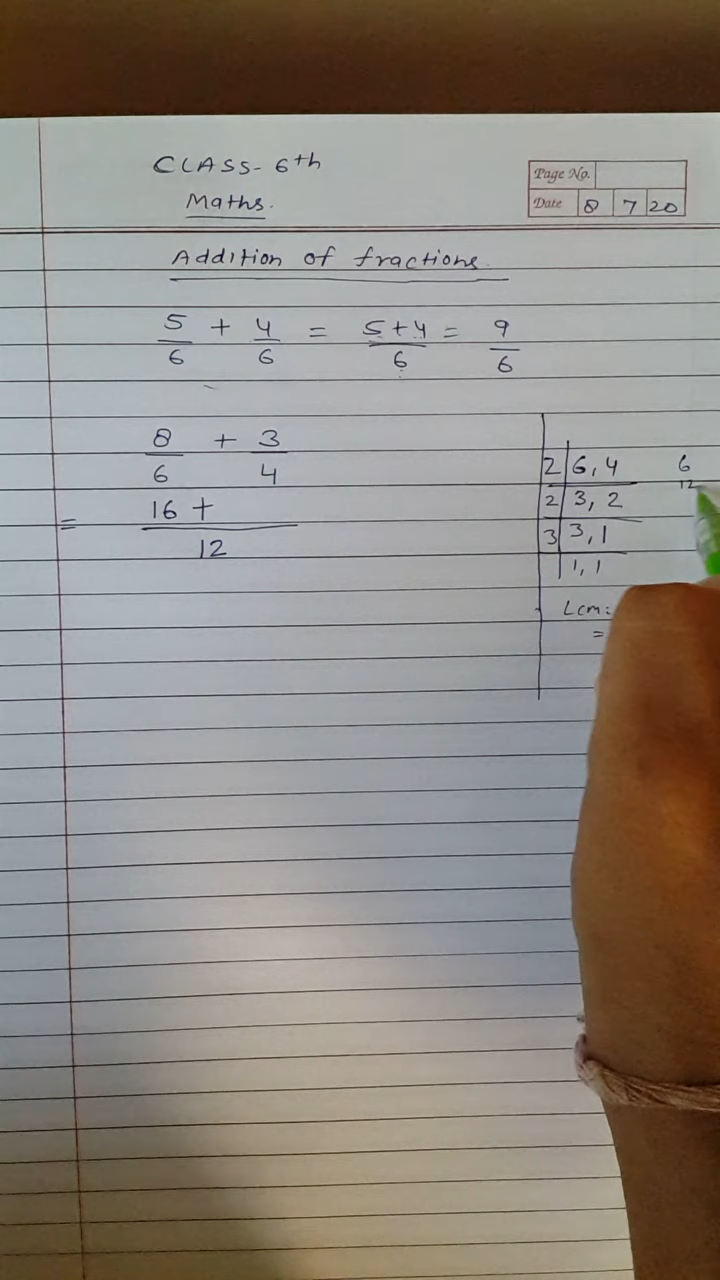 CLASS- 6th
Maths.
Page No.
Date 8 7 20
Addition of fractions.
5/6 + 4/6 = 5+4/6 = 9/6
8/6 + 3/4
= 16 + / 12
2 | 6, 4
2 | 3, 2
3 | 3, 1
1, 1
Lcm:
=
6
12